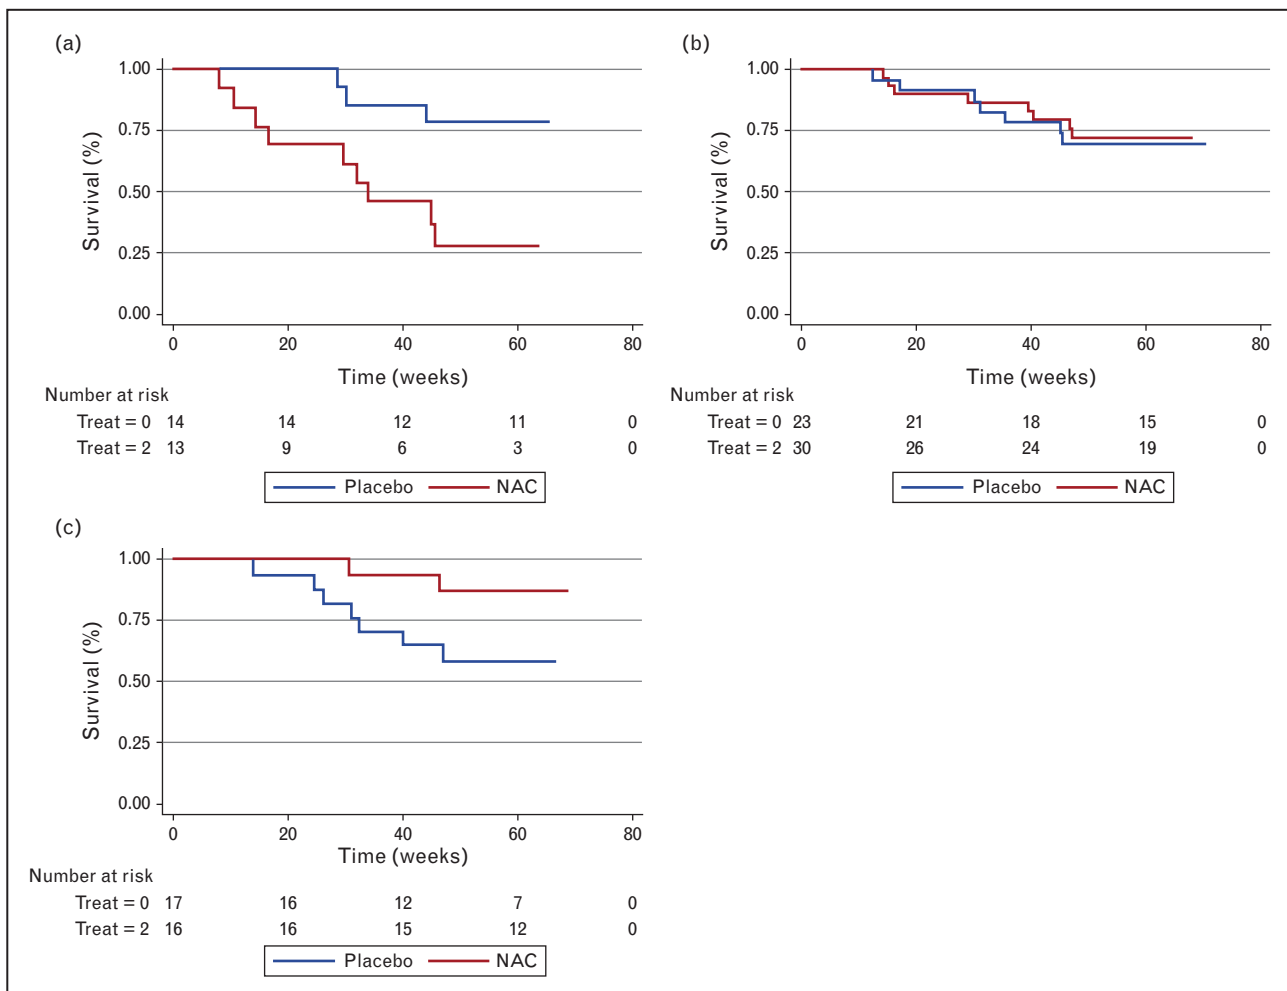 (a)
1.00
0.75
0.50
0.25
0.00
Survival (%)
0 20 40 60 80
Time (weeks)
Number at risk
Treat = 0 14 14 12 11 0
Treat = 2 13 9 6 3 0
Placebo NAC
(b)
1.00
0.75
0.50
0.25
0.00
Survival (%)
0 20 40 60 80
Time (weeks)
Number at risk
Treat = 0 23 21 18 15 0
Treat = 2 30 26 24 19 0
Placebo NAC
(c)
1.00
0.75
0.50
0.25
0.00
Survival (%)
0 20 40 60 80
Time (weeks)
Number at risk
Treat = 0 17 16 12 7 0
Treat = 2 16 16 15 12 0
Placebo NAC